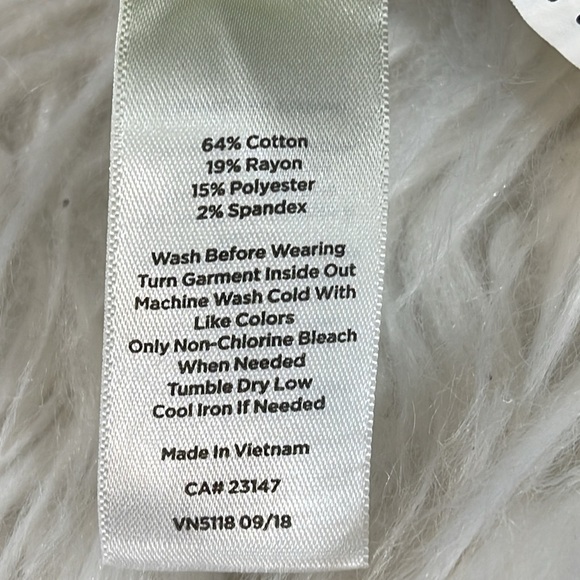 64% Cotton
19% Rayon
15% Polyester
2% Spandex
Wash Before Wearing
Turn Garment Inside Out
Machine Wash Cold With
Like Colors
Only Non-Chlorine Bleach
When Needed
Tumble Dry Low
Cool Iron If Needed
Made In Vietnam
CA# 23147
VN5118 09/18